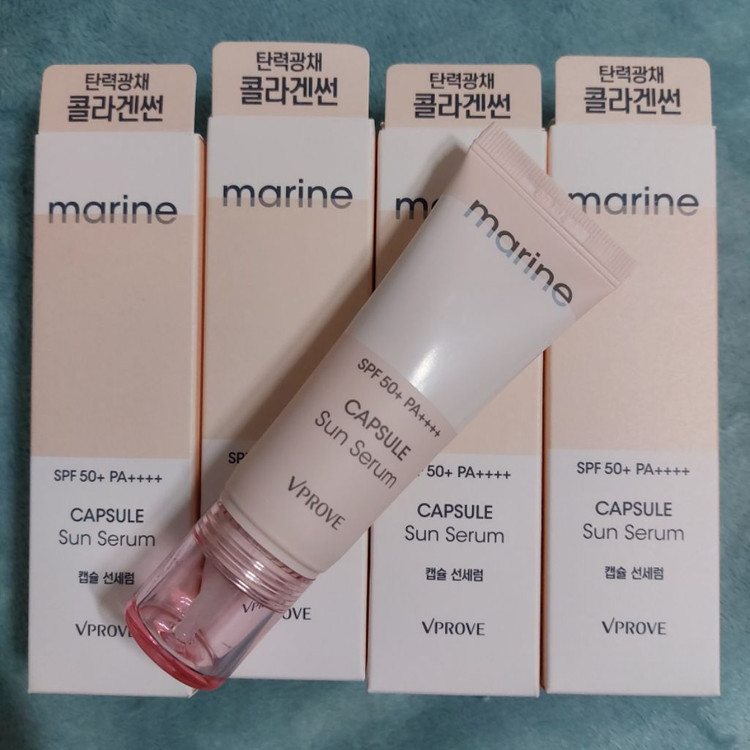 탄력광채
콜라겐썬
marine
SPF 50+ PA++++
CAPSULE
Sun Serum
캡슐 선세럼
VPROVE
탄력광채
콜라겐썬
marine
SP
VPROVE
탄력광채
콜라겐썬
ma
SPF 50+ PA++++
CAPSULE
Sun Serum
캡슐 선세럼
VPROVE
탄력광채
콜라겐썬
marine
SPF 50+ PA++++
CAPSULE
Sun Serum
캡슐 선세럼
VPROVE
marine
SPF 50+ PA++++
CAPSULE
Sun Serum
VPROVE